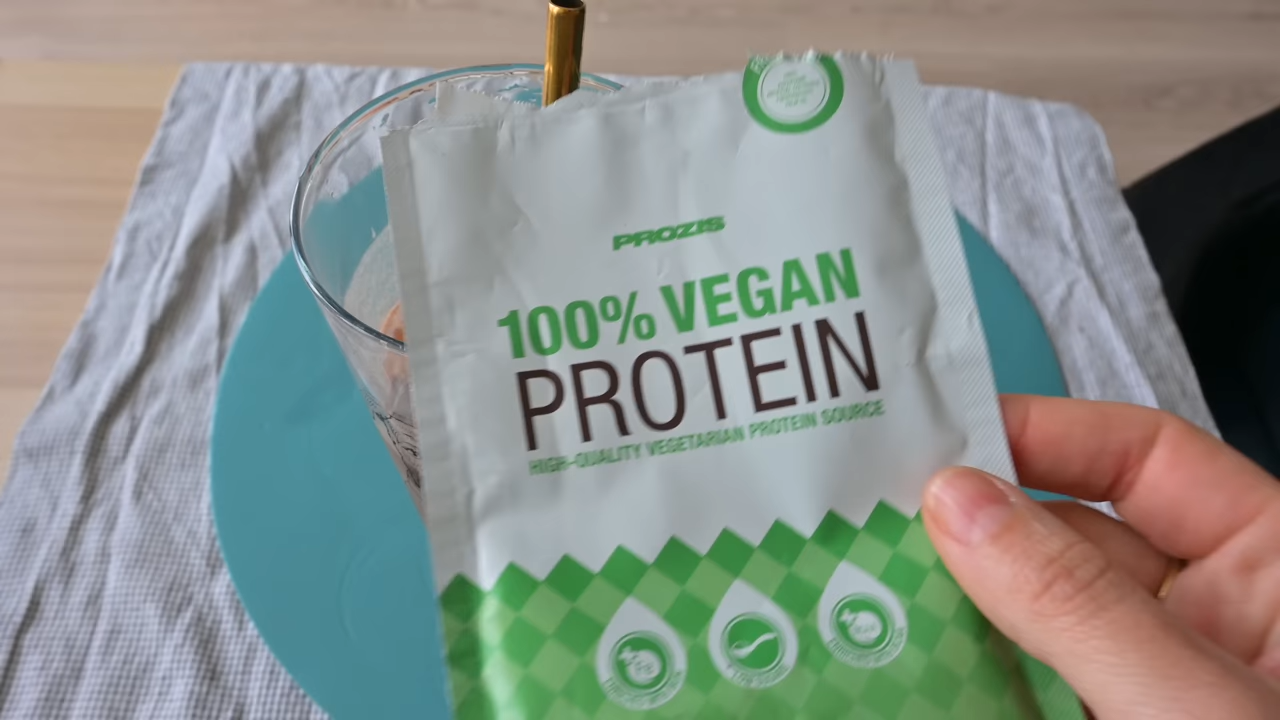 PROZIS
100% VEGAN
PROTEIN
HIGH-QUALITY VEGETARIAN PROTEIN SOURCE